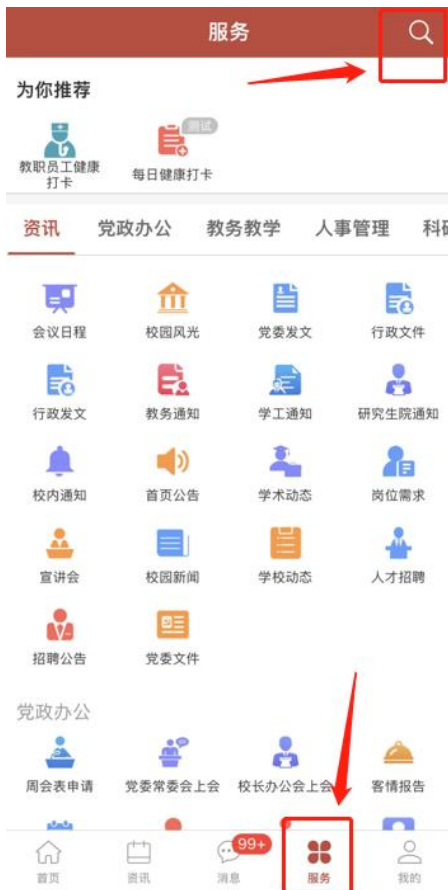 服务
为你推荐
测试
教职员工健康
打卡
每日健康打卡
资讯 党政办公 教务教学 人事管理 科研
会议日程 校园风光 党委发文 行政文件
行政发文 教务通知 学工通知 研究生院通知
校内通知 首页公告 学术动态 岗位需求
宣讲会 校园新闻 学校动态 人才招聘
招聘公告 党委文件
党政办公
周会表申请 党委常委会上会 校长办公会上会 客情报告
99+
首页 资讯 消息 服务 我的